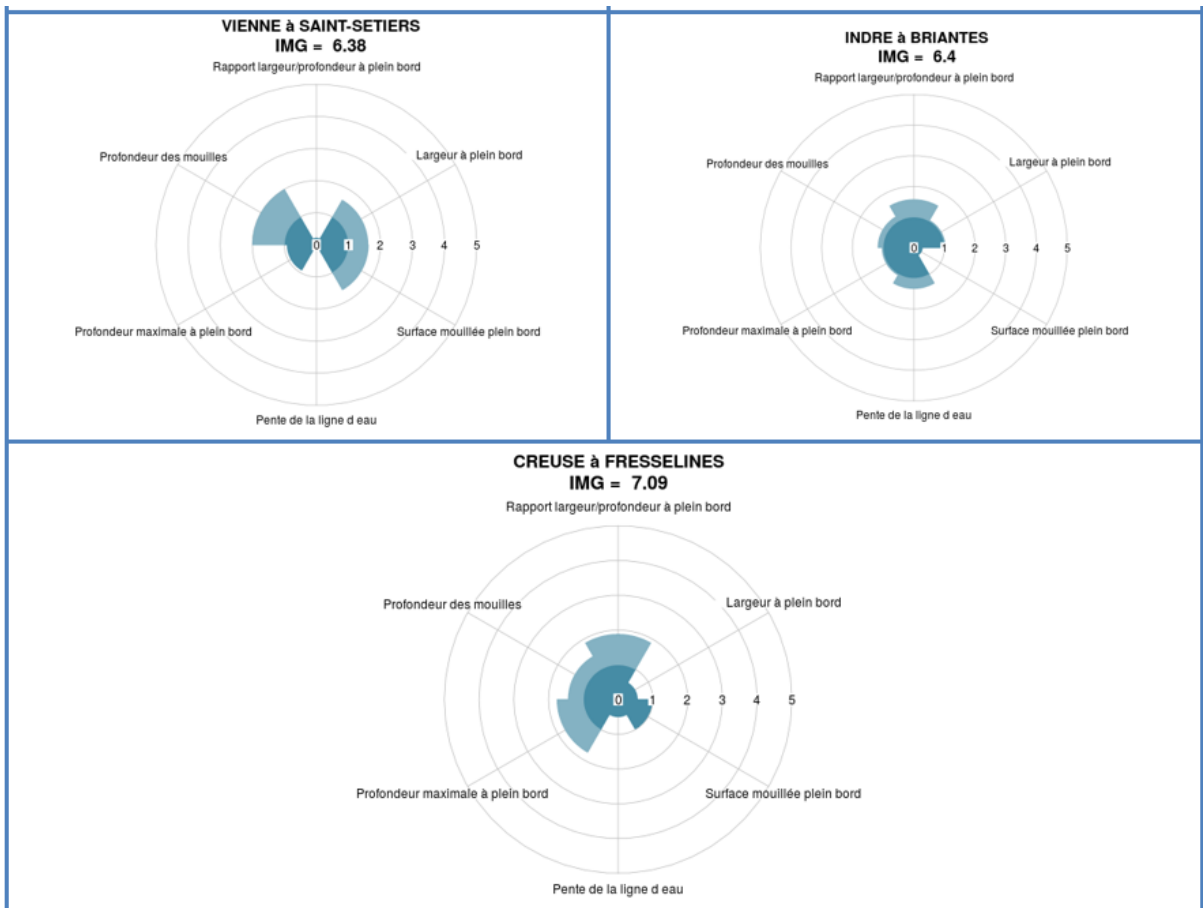 VIENNE à SAINT-SETIERS
IMG = 6.38
Rapport largeur/profondeur à plein bord
Profondeur des mouilles
Largeur à plein bord
0 1 2 3 4 5
Profondeur maximale à plein bord
Surface mouillée plein bord
Pente de la ligne d eau
INDRE à BRIANTES
IMG = 6.4
Rapport largeur/profondeur à plein bord
Profondeur des mouilles
Largeur à plein bord
0 1 2 3 4 5
Profondeur maximale à plein bord
Surface mouillée plein bord
Pente de la ligne d eau
CREUSE à FRESSELINES
IMG = 7.09
Rapport largeur/profondeur à plein bord
Profondeur des mouilles
Largeur à plein bord
0 1 2 3 4 5
Profondeur maximale à plein bord
Surface mouillée plein bord
Pente de la ligne d eau